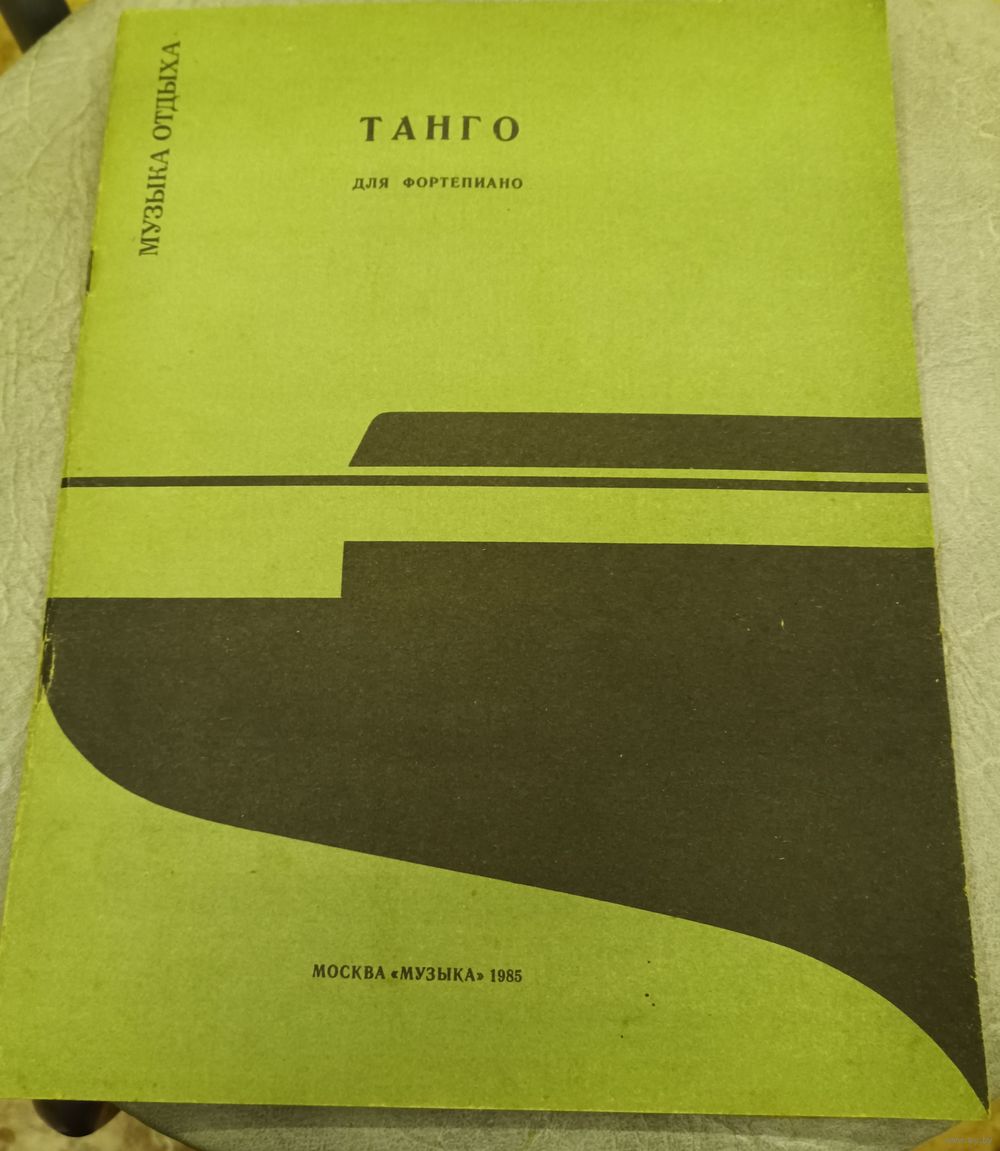 МУЗЫКА ОТДЫХА
ТАНГО
ДЛЯ ФОРТЕПИАНО
МОСКВА «МУЗЫКА» 1985